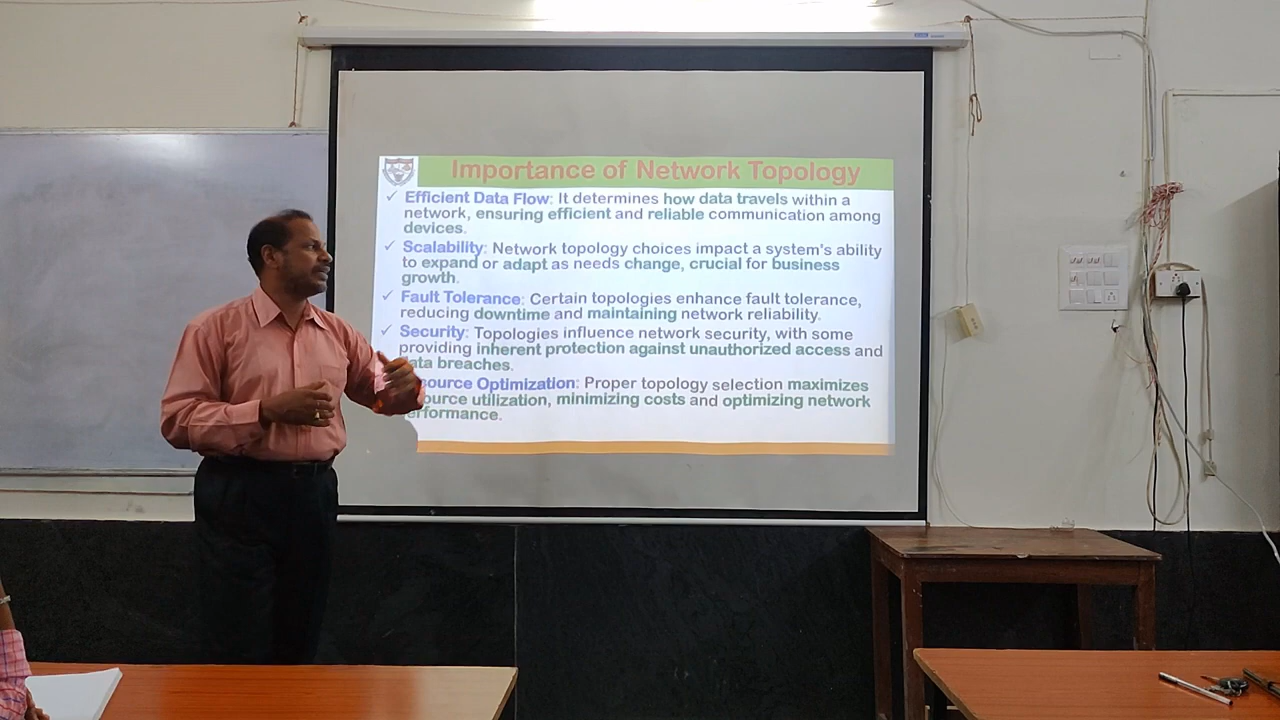 Importance of Network Topology
✓ Efficient Data Flow: It determines how data travels within a
network, ensuring efficient and reliable communication among
devices.
✓ Scalability: Network topology choices impact a system's ability
to expand or adapt as needs change, crucial for business
growth.
✓ Fault Tolerance: Certain topologies enhance fault tolerance,
reducing downtime and maintaining network reliability.
✓ Security: Topologies influence network security, with some
providing inherent protection against unauthorized access and
ata breaches.
source Optimization: Proper topology selection maximizes
ource utilization, minimizing costs and optimizing network
erformance.